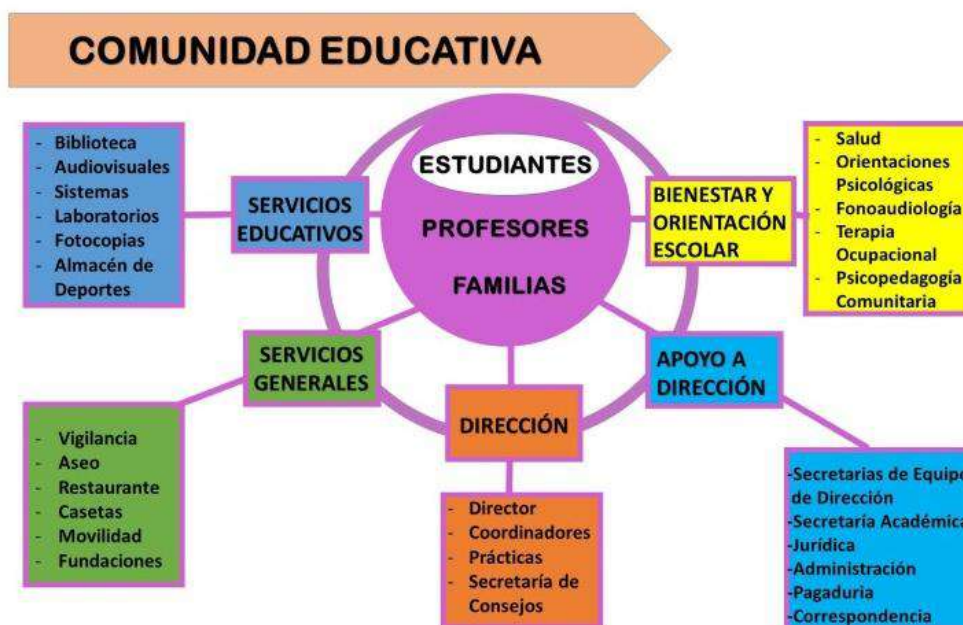 COMUNIDAD EDUCATIVA
- Biblioteca
- Audiovisuales
- Sistemas
- Laboratorios
- Fotocopias
- Almacén de
Deportes
SERVICIOS
EDUCATIVOS
ESTUDIANTES
PROFESORES
FAMILIAS
BIENESTAR Y
ORIENTACIÓN
ESCOLAR
- Salud
- Orientaciones
Psicológicas
- Fonoaudiología
- Terapia
Ocupacional
- Psicopedagogía
Comunitaria
SERVICIOS
GENERALES
- Vigilancia
- Aseo
- Restaurante
- Casetas
- Movilidad
- Fundaciones
DIRECCIÓN
- Director
- Coordinadores
- Prácticas
- Secretaría de
Consejos
APOYO A
DIRECCIÓN
-Secretarias de Equipo
de Dirección
-Secretaría Académica
-Jurídica
-Administración
-Pagaduria
-Correspondencia